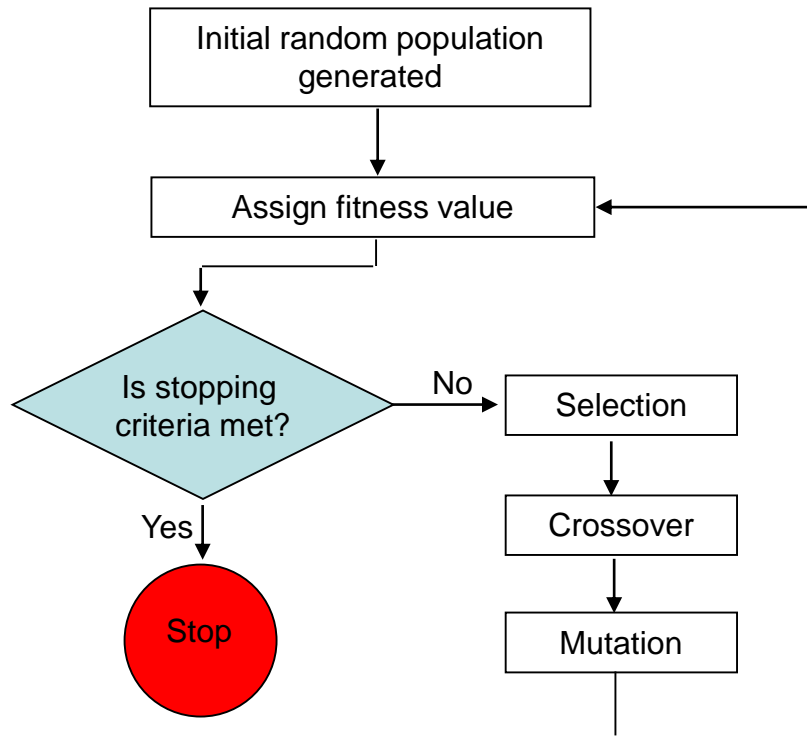 Initial random population
generated
Assign fitness value
Is stopping
criteria met?
No
Selection
Crossover
Yes
Stop
Mutation